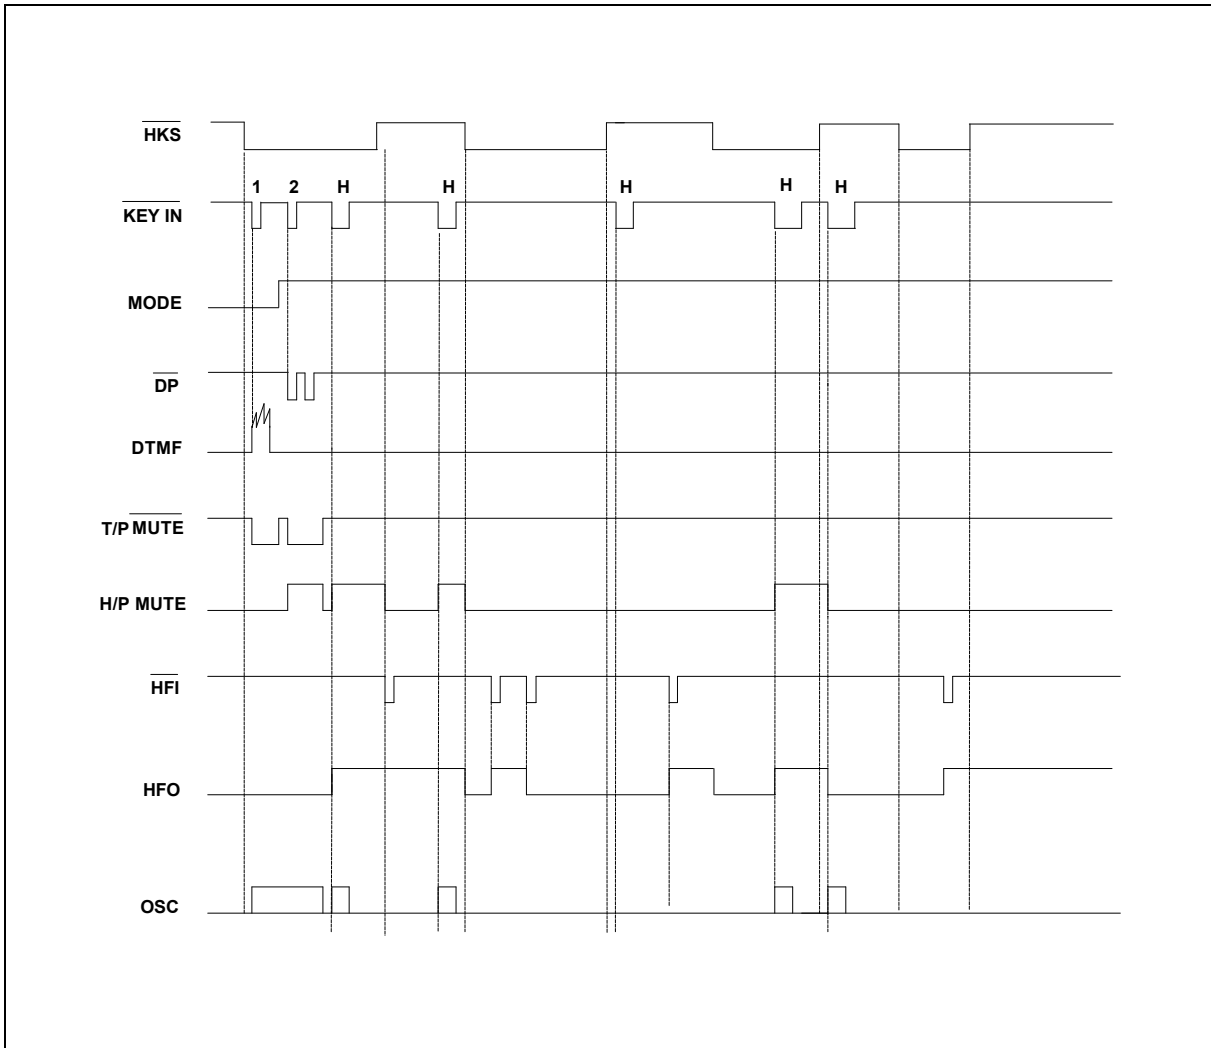 HKS
1 2 H H H H H
KEY IN
MODE
DP
DTMF
T/P MUTE
H/P MUTE
HFI
HFO
OSC